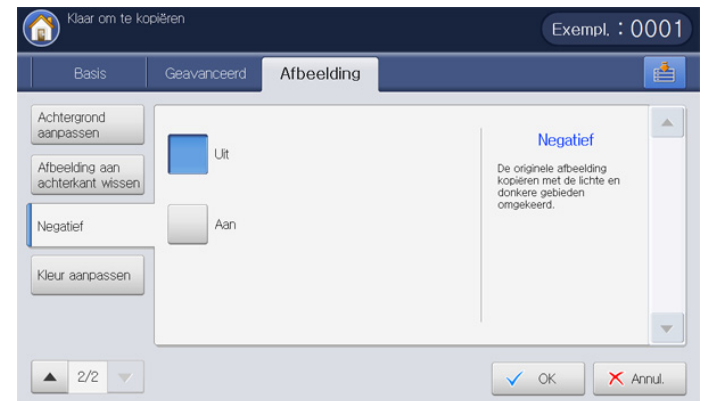 Klaar om te kopiëren
Exempl. : 0001
Basis
Geavanceerd
Afbeelding
Achtergrond
aanpassen
Afbeelding aan
achterkant wissen
Negatief
Kleur aanpassen
2/2
Uit
Aan
Negatief
De originele afbeelding
kopiëren met de lichte en
donkere gebieden
omgekeerd.
OK
Annul.